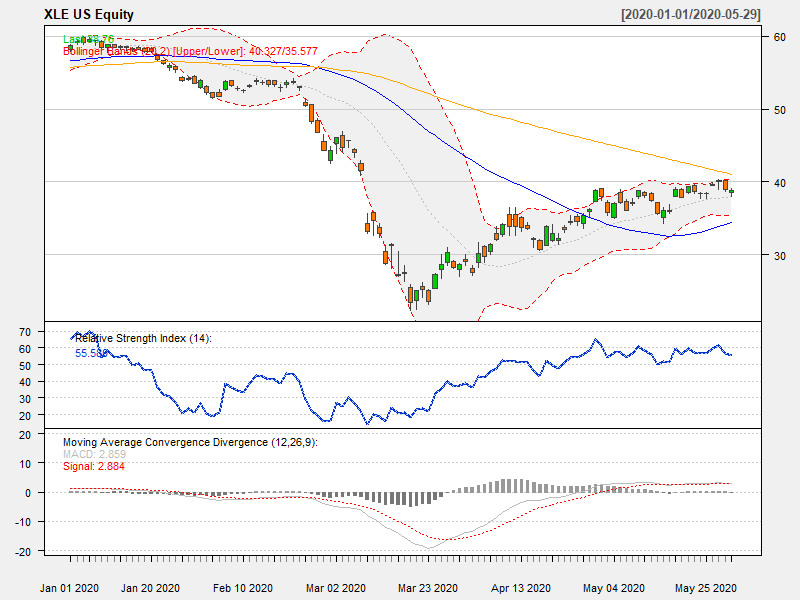 XLE US Equity
[2020-01-01/2020-05-29]
Bollinger Bands (20,2) [Upper/Lower]: 40.327/35.577
60
50
40
30
Relative Strength Index (14):
70
60
50
40
30
20
Moving Average Convergence Divergence (12,26,9):
MACD: 2.859
Signal: 2.884
20
10
0
-10
-20
Jan 01 2020 Jan 20 2020 Feb 10 2020 Mar 02 2020 Mar 23 2020 Apr 13 2020 May 04 2020 May 25 2020